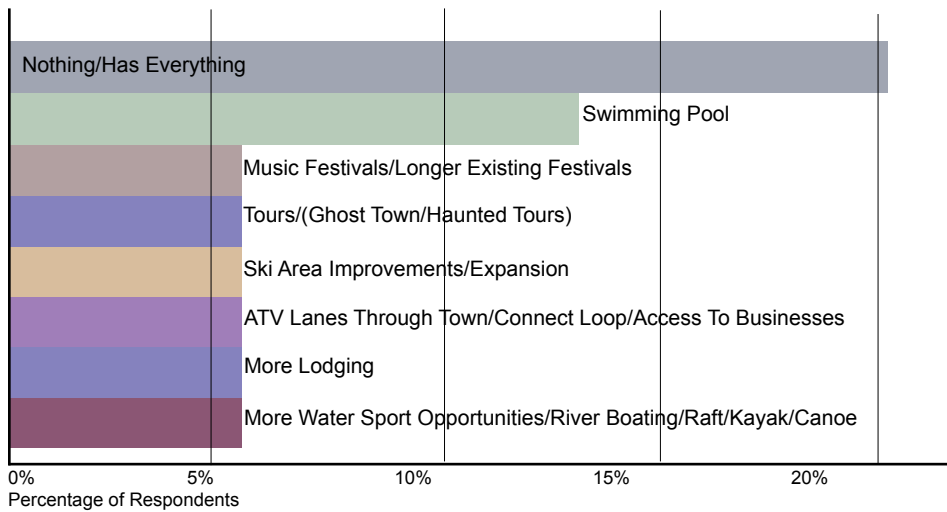 Nothing/Has Everything
Swimming Pool
Music Festivals/Longer Existing Festivals
Tours/(Ghost Town/Haunted Tours)
Ski Area Improvements/Expansion
ATV Lanes Through Town/Connect Loop/Access To Businesses
More Lodging
More Water Sport Opportunities/River Boating/Raft/Kayak/Canoe
0% 5% 10% 15% 20%
Percentage of Respondents